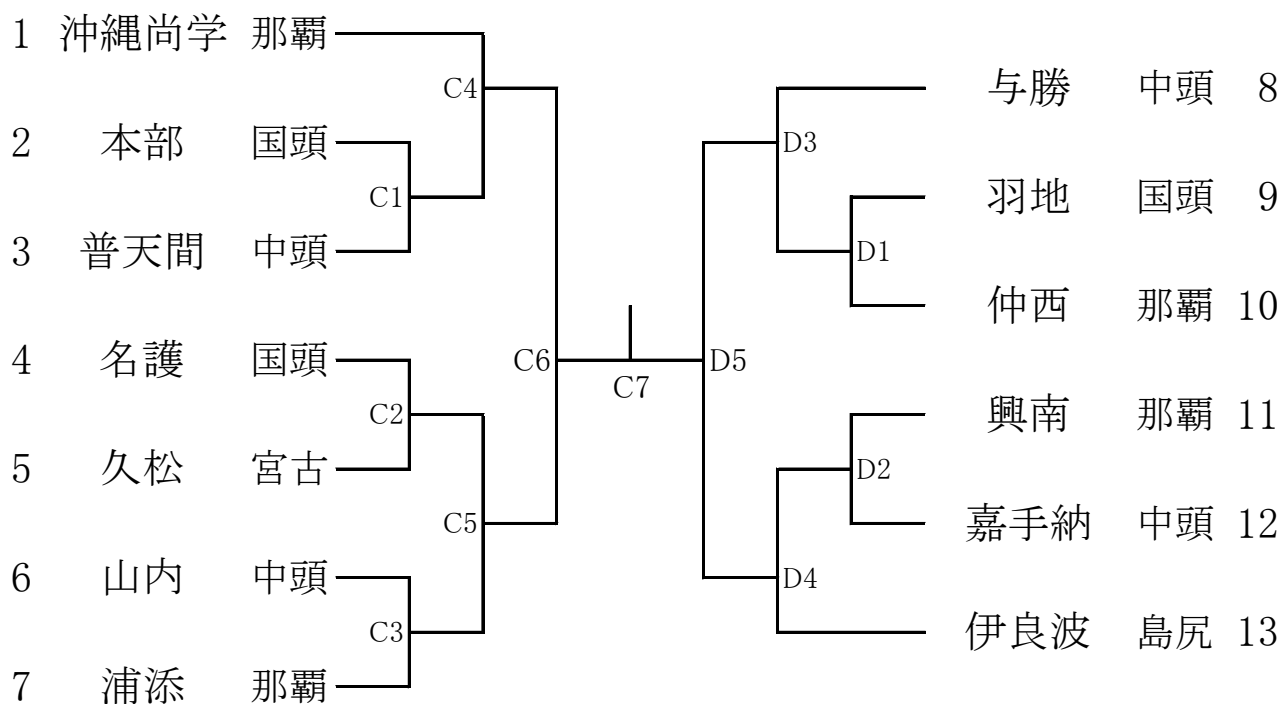 1 沖縄尚学 那覇
C4
2 本部 国頭
C1
3 普天間 中頭
4 名護 国頭
C2
5 久松 宮古
C5
6 山内 中頭
C3
7 浦添 那覇
C6
C7
D5
与勝 中頭 8
D3
羽地 国頭 9
D1
仲西 那覇 10
興南 那覇 11
D2
嘉手納 中頭 12
D4
伊良波 島尻 13